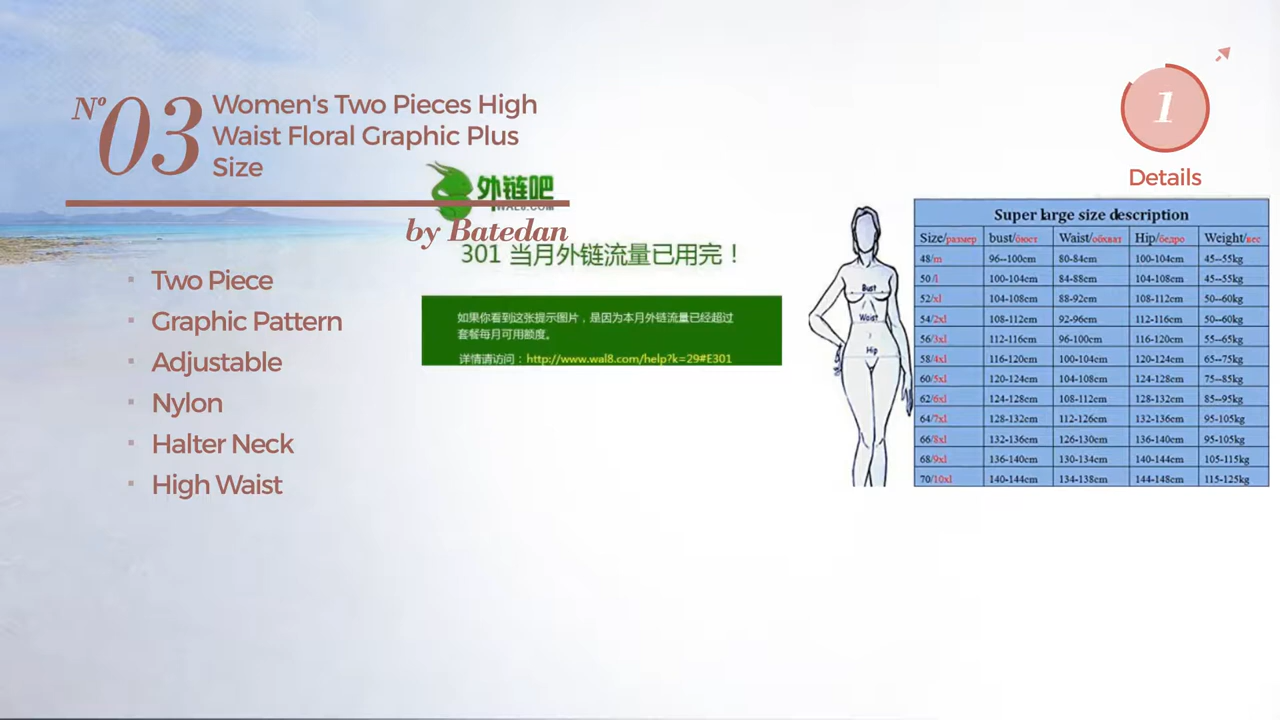 Nº 03
Women's Two Pieces High
Waist Floral Graphic Plus
Size
by Batedan
Two Piece
Graphic Pattern
Adjustable
Nylon
Halter Neck
High Waist
外链吧
WAL8.COM
301 当月外链流量已用完！
如果你看到这张提示图片，是因为本月外链流量已经超过
套餐每月可用额度。
详情请访问：http://www.wal8.com/help?k=29#E301
1
Details
Bust
Waist
Hip
Super large size description
Size/размер bust/бюст Waist/обхват Hip/бедро Weight/вес
48/m 96--100cm 80-84cm 100-104cm 45--55kg
50/l 100-104cm 84-88cm 104-108cm 45--55kg
52/xl 104-108cm 88-92cm 108-112cm 50--60kg
54/2xl 108-112cm 92-96cm 112-116cm 50--60kg
56/3xl 112-116cm 96-100cm 116-120cm 55--65kg
58/4xl 116-120cm 100-104cm 120-124cm 65--75kg
60/5xl 120-124cm 104-108cm 124-128cm 75--85kg
62/6xl 124-128cm 108-112cm 128-132cm 85--95kg
64/7xl 128-132cm 112-126cm 132-136cm 95-105kg
66/8xl 132-136cm 126-130cm 136-140cm 95-105kg
68/9xl 136-140cm 130-134cm 140-144cm 105-115kg
70/10xl 140-144cm 134-138cm 144-148cm 115-125kg